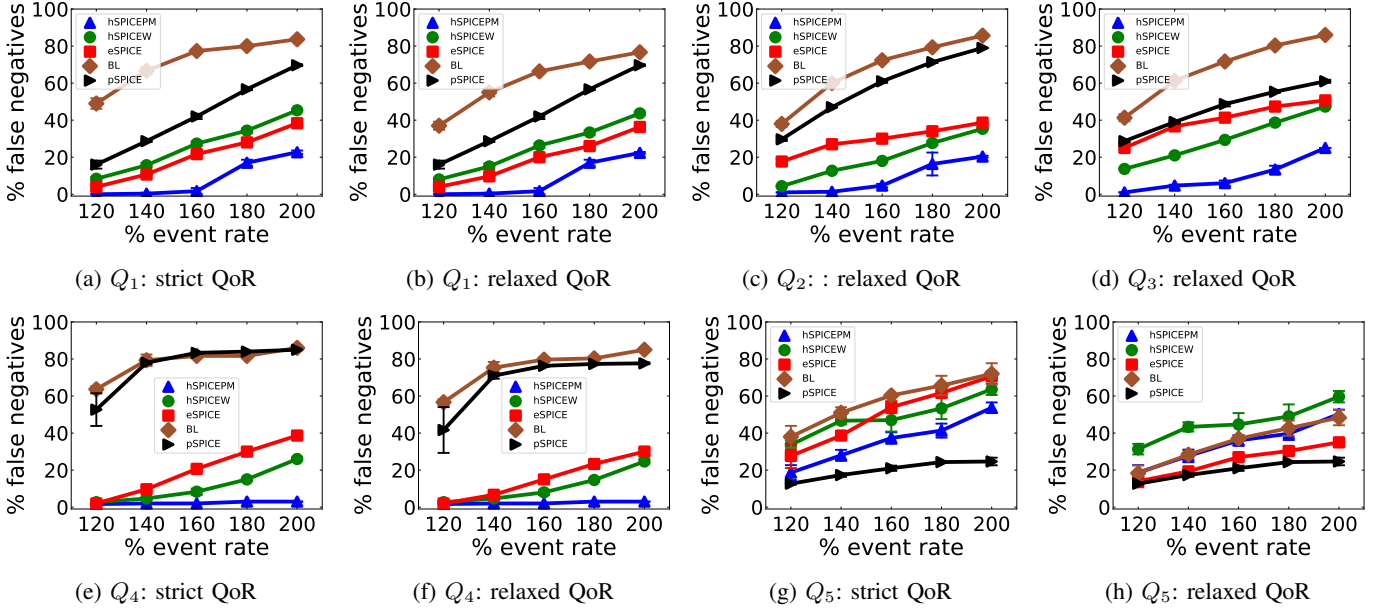 % false negatives
100
80
60
40
20
0
hSPICEPM
hSPICEW
eSPICE
BL
pSPICE
120 140 160 180 200
% event rate
(a) Q1: strict QoR
% false negatives
100
80
60
40
20
0
hSPICEPM
hSPICEW
eSPICE
BL
pSPICE
120 140 160 180 200
% event rate
(b) Q1: relaxed QoR
% false negatives
100
80
60
40
20
0
hSPICEPM
hSPICEW
eSPICE
BL
pSPICE
120 140 160 180 200
% event rate
(c) Q2: : relaxed QoR
% false negatives
100
80
60
40
20
0
hSPICEPM
hSPICEW
eSPICE
BL
pSPICE
120 140 160 180 200
% event rate
(d) Q3: relaxed QoR
% false negatives
100
80
60
40
20
0
hSPICEPM
hSPICEW
eSPICE
BL
pSPICE
120 140 160 180 200
% event rate
(e) Q4: strict QoR
% false negatives
100
80
60
40
20
0
hSPICEPM
hSPICEW
eSPICE
BL
pSPICE
120 140 160 180 200
% event rate
(f) Q4: relaxed QoR
% false negatives
100
80
60
40
20
0
hSPICEPM
hSPICEW
eSPICE
BL
pSPICE
120 140 160 180 200
% event rate
(g) Q5: strict QoR
% false negatives
100
80
60
40
20
0
hSPICEPM
hSPICEW
eSPICE
BL
pSPICE
120 140 160 180 200
% event rate
(h) Q5: relaxed QoR